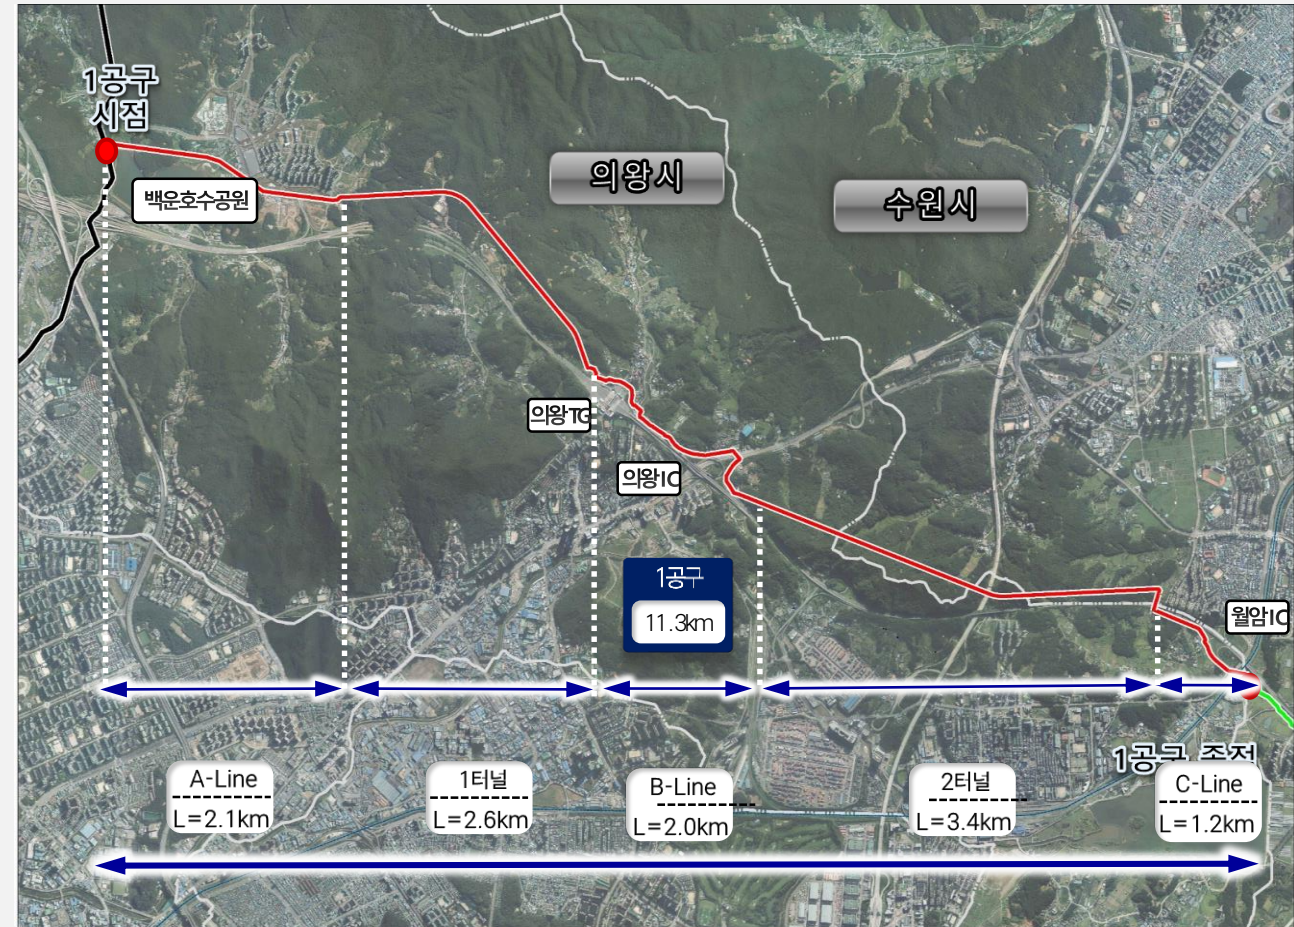 1공구
시점
백운호수공원
의왕시
수원시
의왕TG
의왕IC
1공구
11.3km
월암IC
1공구 종점
A-Line
L=2.1km
1터널
L=2.6km
B-Line
L=2.0km
2터널
L=3.4km
C-Line
L=1.2km